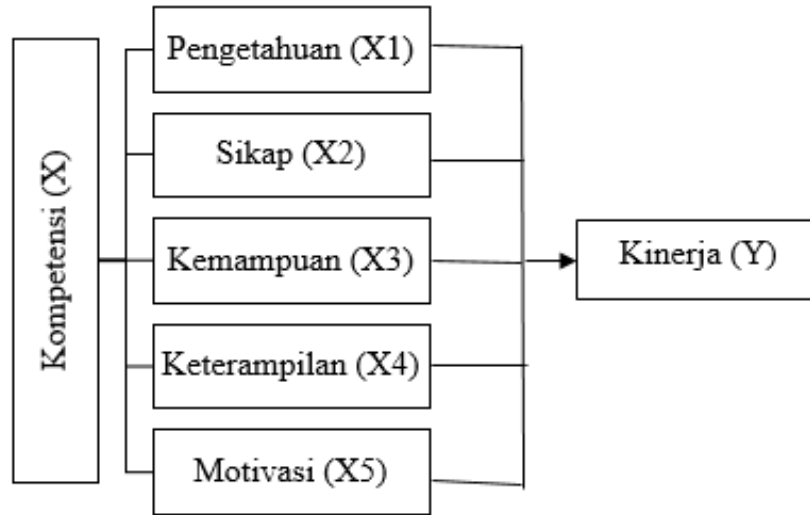 Kompetensi (X)
Pengetahuan (X1)
Sikap (X2)
Kemampuan (X3)
Keterampilan (X4)
Motivasi (X5)
Kinerja (Y)